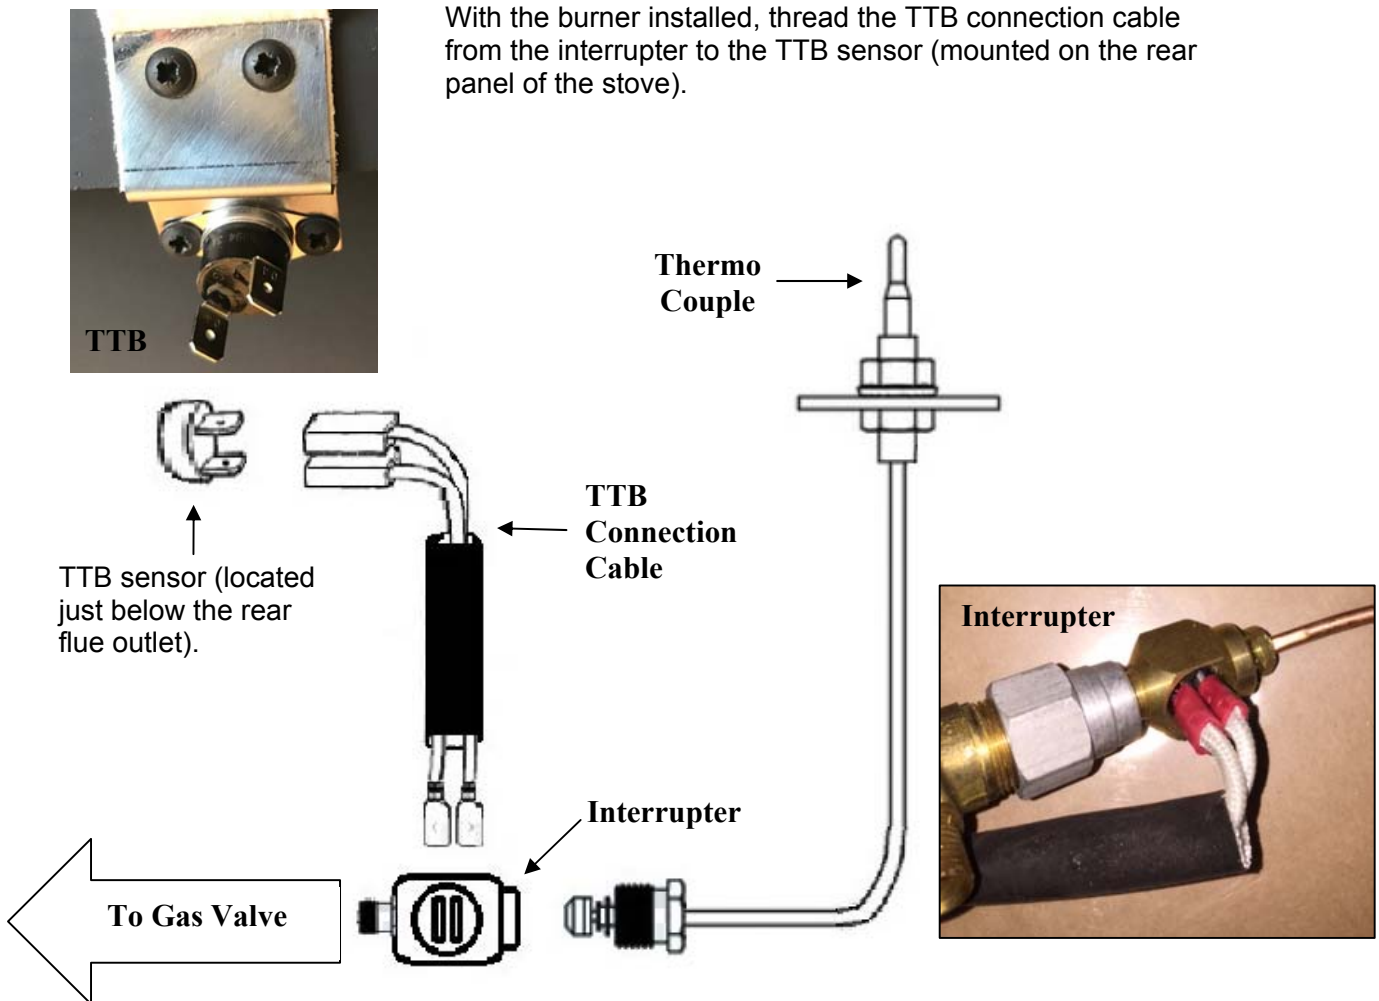 With the burner installed, thread the TTB connection cable
from the interrupter to the TTB sensor (mounted on the rear
panel of the stove).
TTB
Thermo
Couple
TTB
Connection
Cable
TTB sensor (located
just below the rear
flue outlet).
Interrupter
Interrupter
To Gas Valve